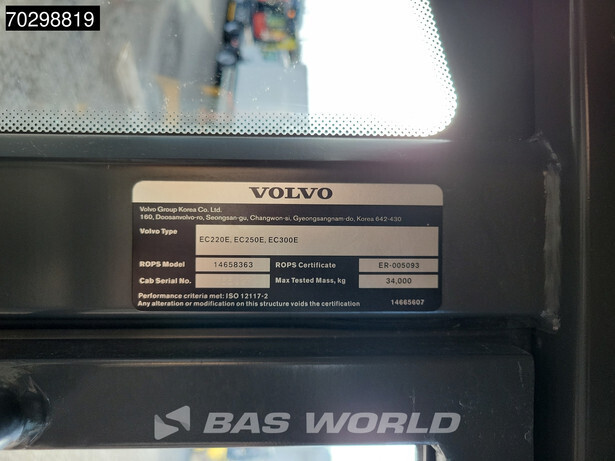 70298819
VOLVO
Volvo Group Korea Co. Ltd.
160, Doosanvolvo-ro, Seongsan-gu, Changwon-si, Gyeongsangnam-do, Korea 642-430
Volvo Type
EC220E, EC250E, EC300E
ROPS Model 14658363 ROPS Certificate ER-005093
Cab Serial No. Max Tested Mass, kg 34,000
Performance criteria met: ISO 12117-2
Any alteration or modification on this structure voids the certification 14665607
BAS WORLD